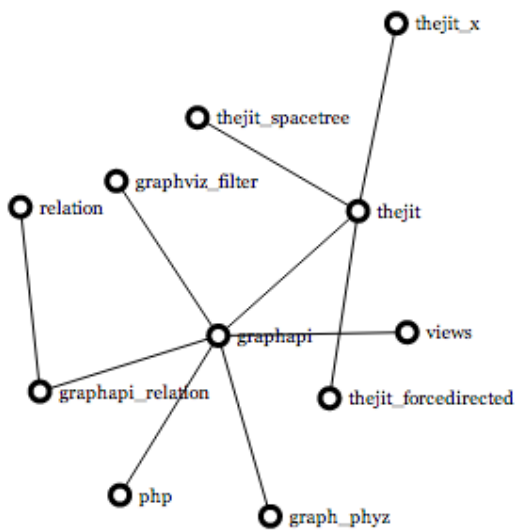 thejit_x
thejit_spacetree
graphviz_filter
relation
thejit
graphapi
views
graphapi_relation
thejit_forcedirected
php
graph_phyz